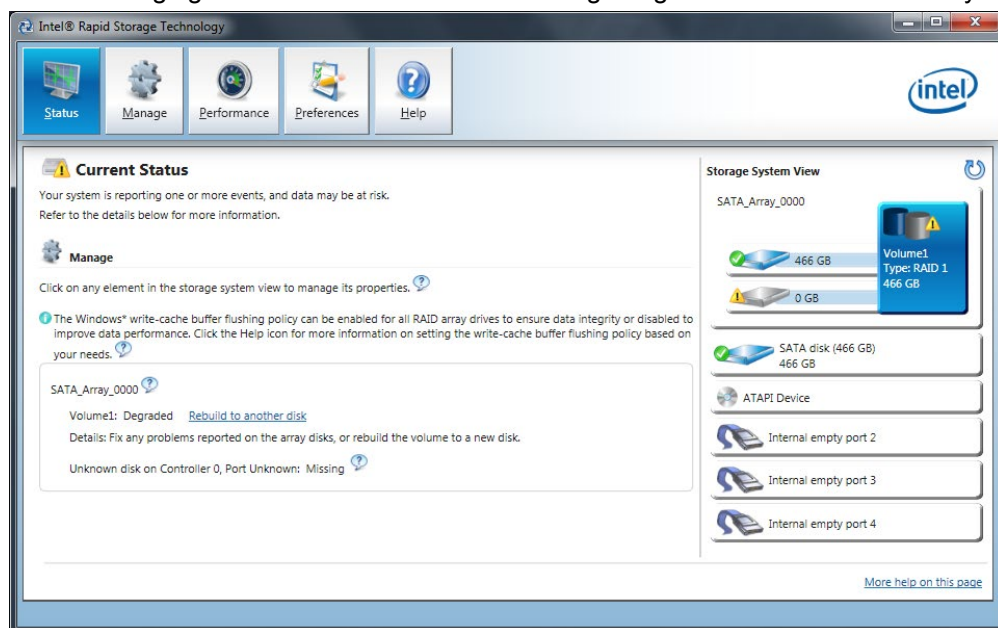 Intel® Rapid Storage Technology
Status
Manage
Performance
Preferences
Help
intel
Current Status
Your system is reporting one or more events, and data may be at risk.
Refer to the details below for more information.
Manage
Click on any element in the storage system view to manage its properties.
The Windows* write-cache buffer flushing policy can be enabled for all RAID array drives to ensure data integrity or disabled to
improve data performance. Click the Help icon for more information on setting the write-cache buffer flushing policy based on
your needs.
SATA_Array_0000
Volume1: Degraded Rebuild to another disk
Details: Fix any problems reported on the array disks, or rebuild the volume to a new disk.
Unknown disk on Controller 0, Port Unknown: Missing
Storage System View
SATA_Array_0000
466 GB
0 GB
Volume1
Type: RAID 1
466 GB
SATA disk (466 GB)
466 GB
ATAPI Device
Internal empty port 2
Internal empty port 3
Internal empty port 4
More help on this page